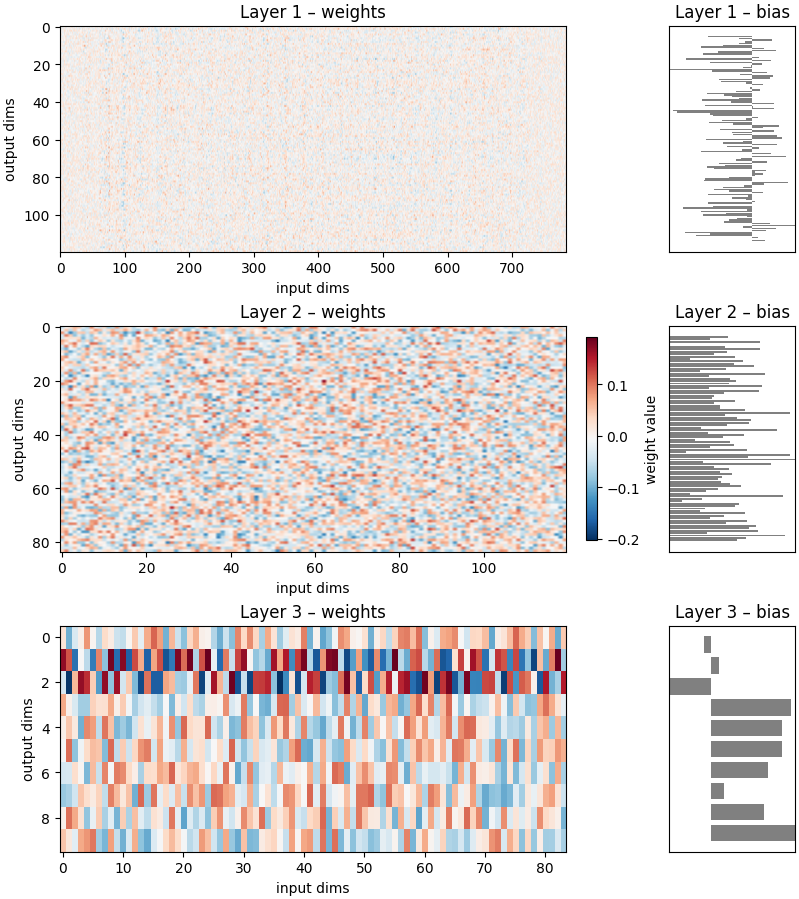 Layer 1 – weights
Layer 1 – bias
0
20
40
60
80
100
output dims
0 100 200 300 400 500 600 700
input dims
Layer 2 – weights
Layer 2 – bias
0
20
40
60
80
output dims
0 20 40 60 80 100
input dims
0.1
0.0
−0.1
−0.2
weight value
Layer 3 – weights
Layer 3 – bias
0
2
4
6
8
output dims
0 10 20 30 40 50 60 70 80
input dims